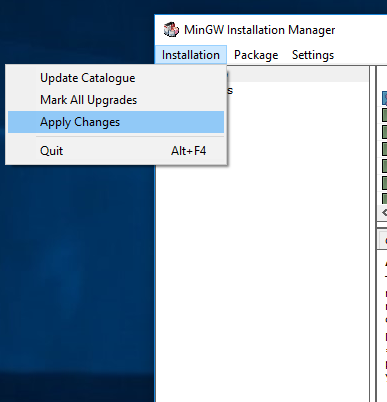 MinGW Installation Manager
Installation Package Settings
Update Catalogue
Mark All Upgrades
Apply Changes
Quit Alt+F4